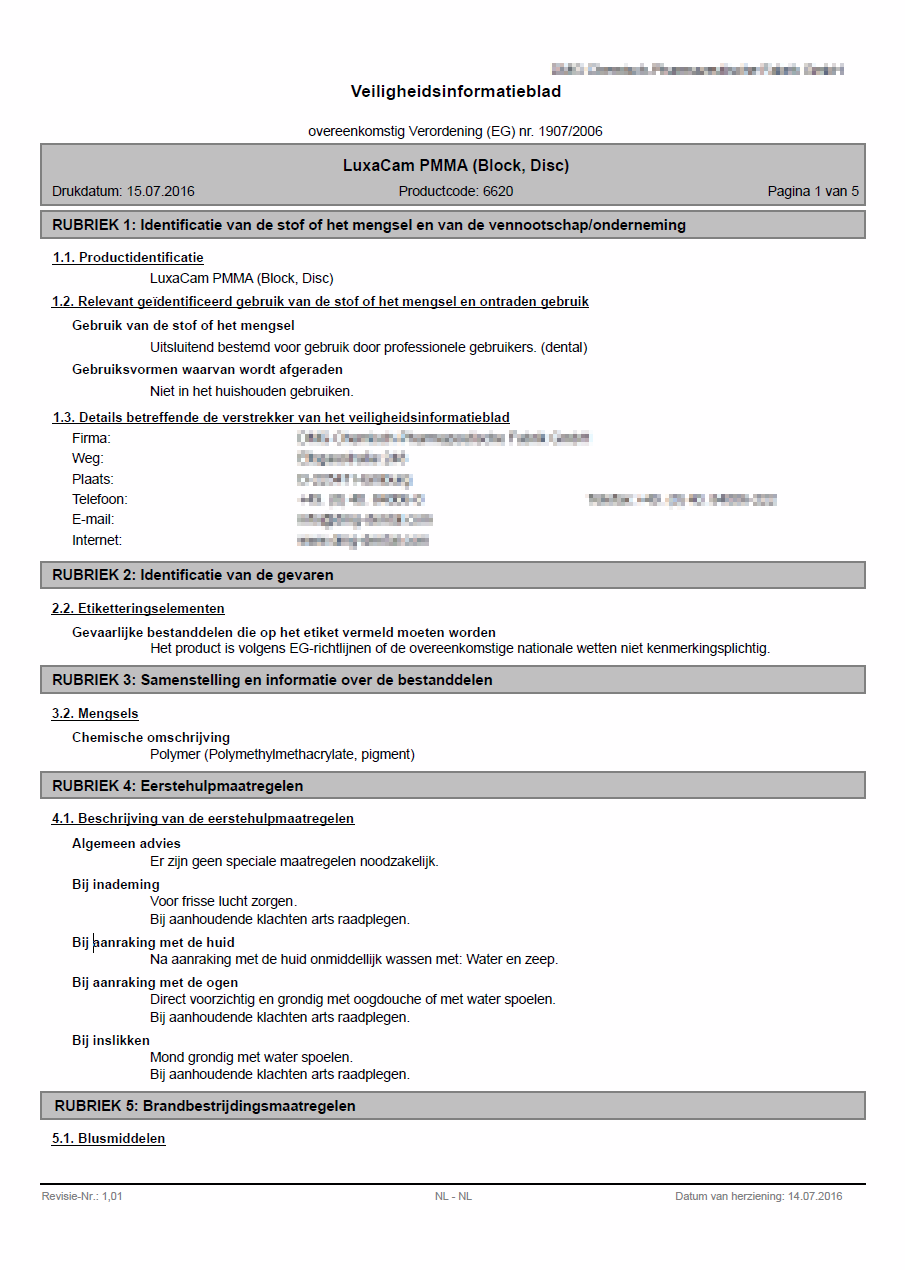 Veiligheidsinformatieblad
overeenkomstig Verordening (EG) nr. 1907/2006
LuxaCam PMMA (Block, Disc)
Drukdatum: 15.07.2016 Productcode: 6620 Pagina 1 van 5
RUBRIEK 1: Identificatie van de stof of het mengsel en van de vennootschap/onderneming
1.1. Productidentificatie
LuxaCam PMMA (Block, Disc)
1.2. Relevant geïdentificeerd gebruik van de stof of het mengsel en ontraden gebruik
Gebruik van de stof of het mengsel
Uitsluitend bestemd voor gebruik door professionele gebruikers. (dental)
Gebruiksvormen waarvan wordt afgeraden
Niet in het huishouden gebruiken.
1.3. Details betreffende de verstrekker van het veiligheidsinformatieblad
Firma:
Weg:
Plaats:
Telefoon:
E-mail:
Internet:
RUBRIEK 2: Identificatie van de gevaren
2.2. Etiketteringselementen
Gevaarlijke bestanddelen die op het etiket vermeld moeten worden
Het product is volgens EG-richtlijnen of de overeenkomstige nationale wetten niet kenmerkingsplichtig.
RUBRIEK 3: Samenstelling en informatie over de bestanddelen
3.2. Mengsels
Chemische omschrijving
Polymer (Polymethylmethacrylate, pigment)
RUBRIEK 4: Eerstehulpmaatregelen
4.1. Beschrijving van de eerstehulpmaatregelen
Algemeen advies
Er zijn geen speciale maatregelen noodzakelijk.
Bij inademing
Voor frisse lucht zorgen.
Bij aanhoudende klachten arts raadplegen.
Bij aanraking met de huid
Na aanraking met de huid onmiddellijk wassen met: Water en zeep.
Bij aanraking met de ogen
Direct voorzichtig en grondig met oogdouche of met water spoelen.
Bij aanhoudende klachten arts raadplegen.
Bij inslikken
Mond grondig met water spoelen.
Bij aanhoudende klachten arts raadplegen.
RUBRIEK 5: Brandbestrijdingsmaatregelen
5.1. Blusmiddelen
Revisie-Nr.: 1,01 NL - NL Datum van herziening: 14.07.2016